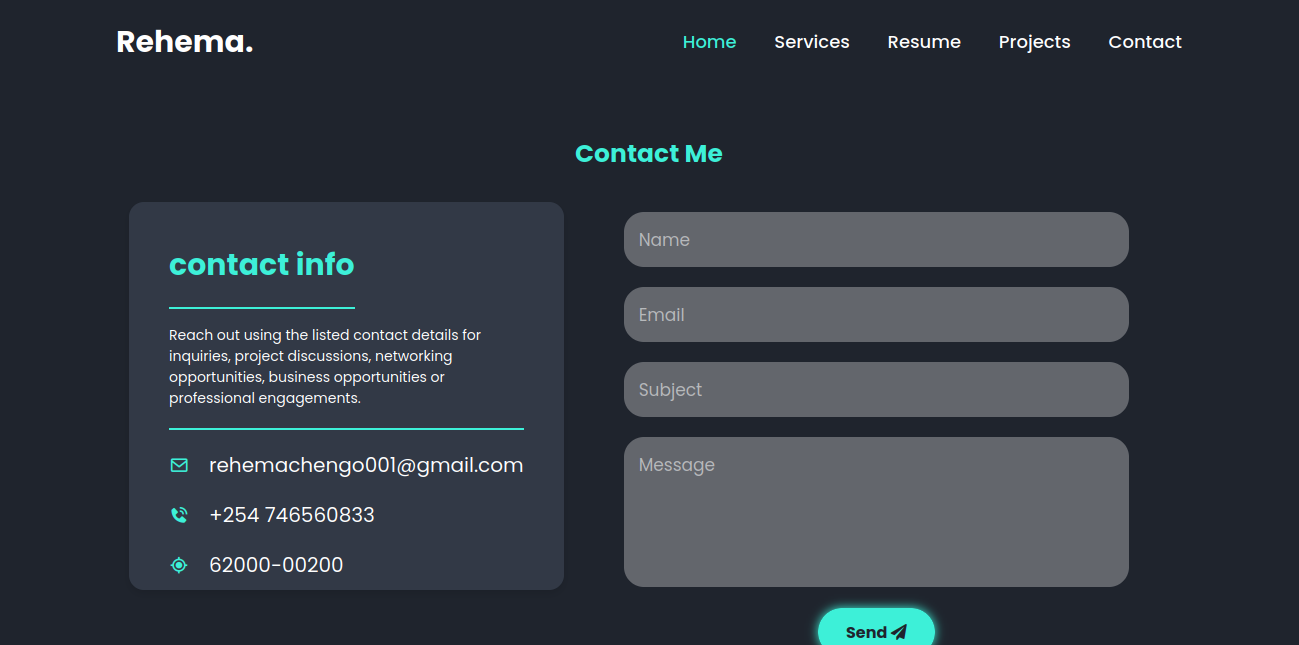 Rehema.
Home Services Resume Projects Contact
Contact Me
contact info
Reach out using the listed contact details for
inquiries, project discussions, networking
opportunities, business opportunities or
professional engagements.
rehemachengo001@gmail.com
+254 746560833
62000-00200
Name
Email
Subject
Message
Send